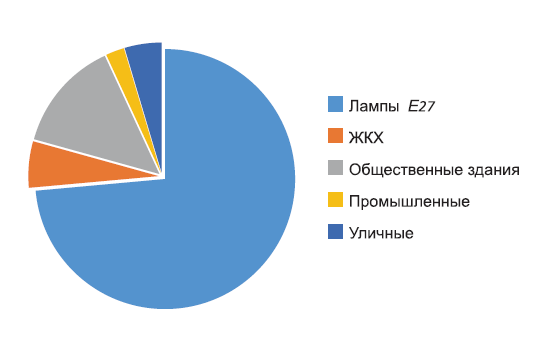 Лампы E27
ЖКХ
Общественные здания
Промышленные
Уличные